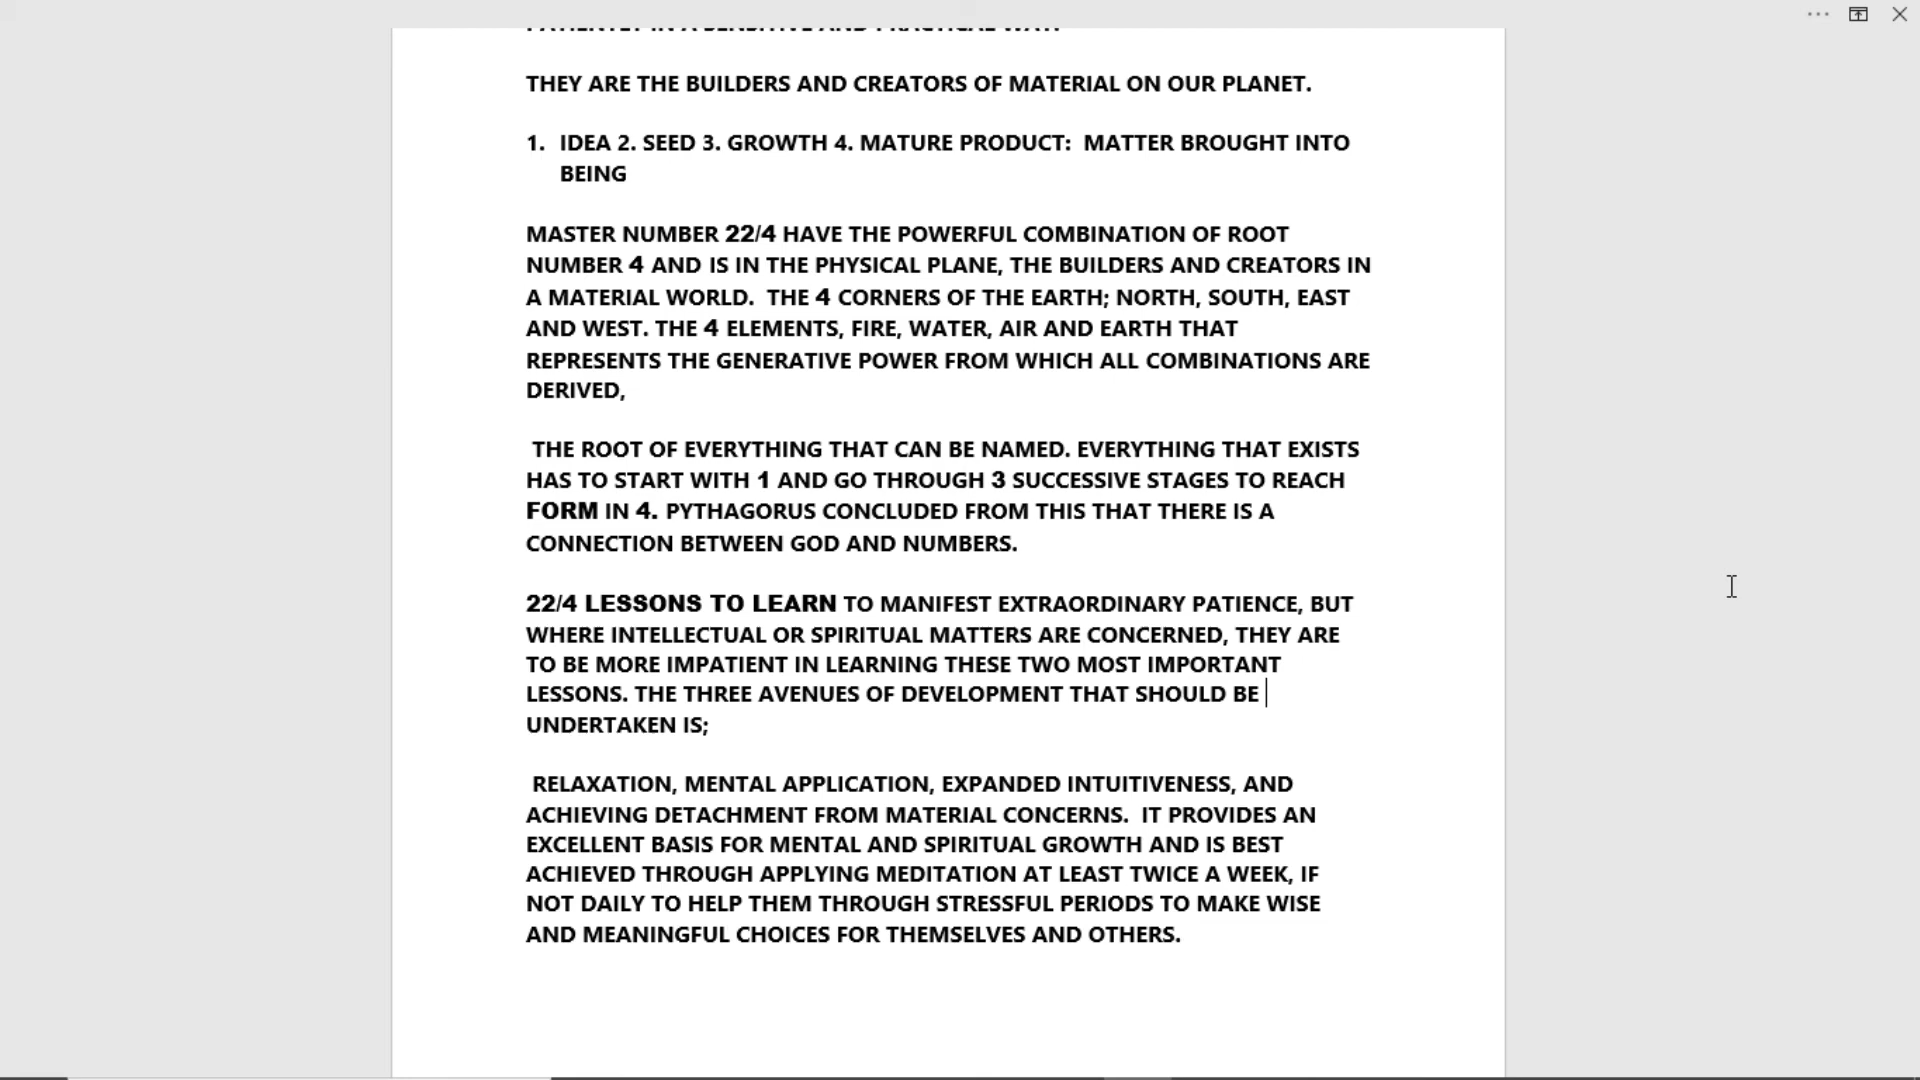 PATIENTLY IN A SENSITIVE AND PRACTICAL WAY.
THEY ARE THE BUILDERS AND CREATORS OF MATERIAL ON OUR PLANET.
1. IDEA 2. SEED 3. GROWTH 4. MATURE PRODUCT:  MATTER BROUGHT INTO
BEING
MASTER NUMBER 22/4 HAVE THE POWERFUL COMBINATION OF ROOT
NUMBER 4 AND IS IN THE PHYSICAL PLANE, THE BUILDERS AND CREATORS IN
A MATERIAL WORLD.  THE 4 CORNERS OF THE EARTH; NORTH, SOUTH, EAST
AND WEST. THE 4 ELEMENTS, FIRE, WATER, AIR AND EARTH THAT
REPRESENTS THE GENERATIVE POWER FROM WHICH ALL COMBINATIONS ARE
DERIVED,
THE ROOT OF EVERYTHING THAT CAN BE NAMED. EVERYTHING THAT EXISTS
HAS TO START WITH 1 AND GO THROUGH 3 SUCCESSIVE STAGES TO REACH
FORM IN 4. PYTHAGORUS CONCLUDED FROM THIS THAT THERE IS A
CONNECTION BETWEEN GOD AND NUMBERS.
22/4 LESSONS TO LEARN TO MANIFEST EXTRAORDINARY PATIENCE, BUT
WHERE INTELLECTUAL OR SPIRITUAL MATTERS ARE CONCERNED, THEY ARE
TO BE MORE IMPATIENT IN LEARNING THESE TWO MOST IMPORTANT
LESSONS. THE THREE AVENUES OF DEVELOPMENT THAT SHOULD BE
UNDERTAKEN IS;
RELAXATION, MENTAL APPLICATION, EXPANDED INTUITIVENESS, AND
ACHIEVING DETACHMENT FROM MATERIAL CONCERNS.  IT PROVIDES AN
EXCELLENT BASIS FOR MENTAL AND SPIRITUAL GROWTH AND IS BEST
ACHIEVED THROUGH APPLYING MEDITATION AT LEAST TWICE A WEEK, IF
NOT DAILY TO HELP THEM THROUGH STRESSFUL PERIODS TO MAKE WISE
AND MEANINGFUL CHOICES FOR THEMSELVES AND OTHERS.